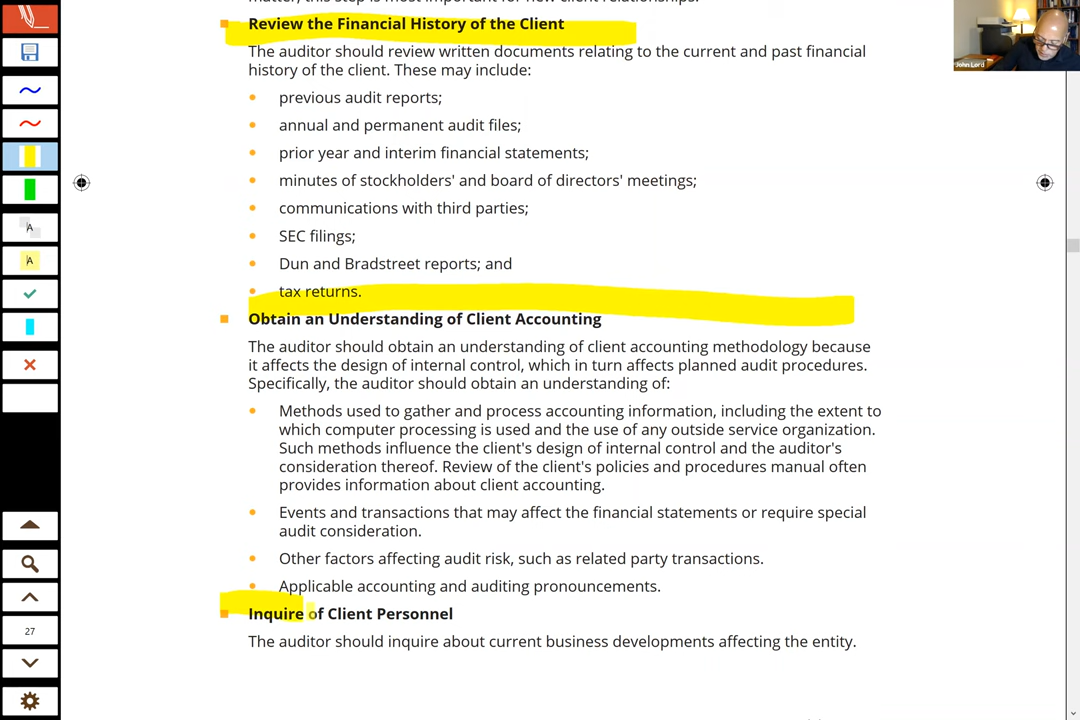 matter, this step is most important for new client relationships.
Review the Financial History of the Client
The auditor should review written documents relating to the current and past financial
history of the client. These may include:
previous audit reports;
annual and permanent audit files;
prior year and interim financial statements;
minutes of stockholders' and board of directors' meetings;
communications with third parties;
SEC filings;
Dun and Bradstreet reports; and
tax returns.
Obtain an Understanding of Client Accounting
The auditor should obtain an understanding of client accounting methodology because
it affects the design of internal control, which in turn affects planned audit procedures.
Specifically, the auditor should obtain an understanding of:
Methods used to gather and process accounting information, including the extent to
which computer processing is used and the use of any outside service organization.
Such methods influence the client's design of internal control and the auditor's
consideration thereof. Review of the client's policies and procedures manual often
provides information about client accounting.
Events and transactions that may affect the financial statements or require special
audit consideration.
Other factors affecting audit risk, such as related party transactions.
Applicable accounting and auditing pronouncements.
Inquire of Client Personnel
The auditor should inquire about current business developments affecting the entity.
A
A
27
John Lord